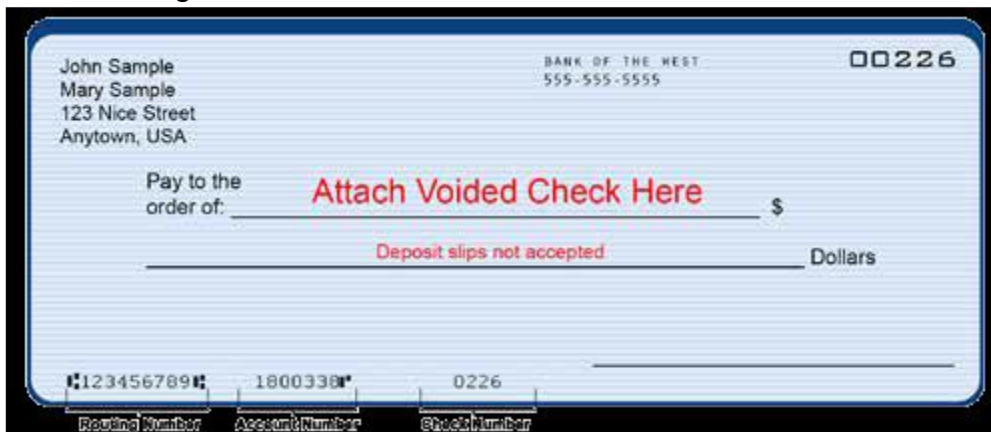 John Sample
Mary Sample
123 Nice Street
Anytown, USA
BANK OF THE WEST
555-555-5555
00226
Pay to the
order of:
Attach Voided Check Here
$
Deposit slips not accepted
Dollars
⑆123456789⑆ 1800338⑈ 0226
Routing Number Account Number Check Number